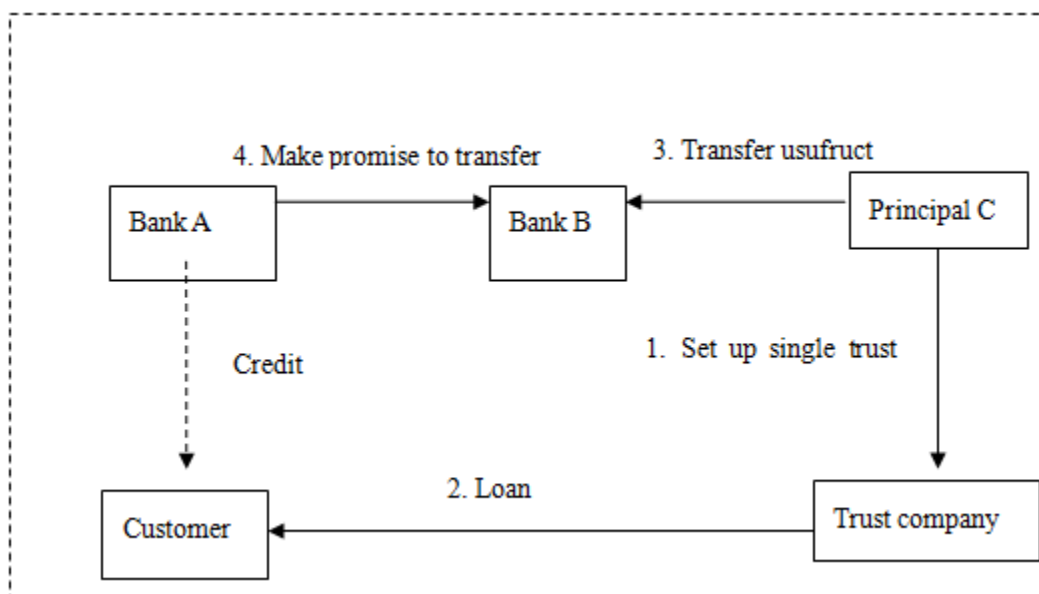 4. Make promise to transfer
3. Transfer usufruct
Bank A
Bank B
Principal C
Credit
1. Set up single trust
2. Loan
Customer
Trust company